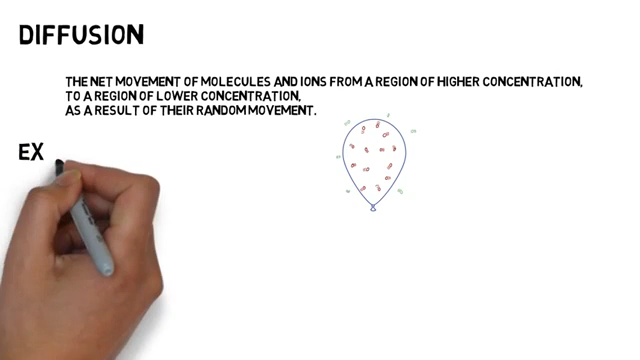 DIFFUSION
THE NET MOVEMENT OF MOLECULES AND IONS FROM A REGION OF HIGHER CONCENTRATION,
TO A REGION OF LOWER CONCENTRATION,
AS A RESULT OF THEIR RANDOM MOVEMENT.
EX